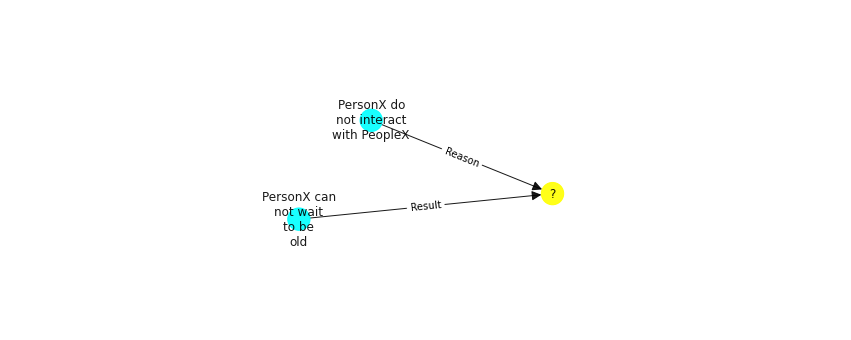 PersonX do
not interact
with PeopleX
Reason
?
PersonX can
not wait
to be
old
Result